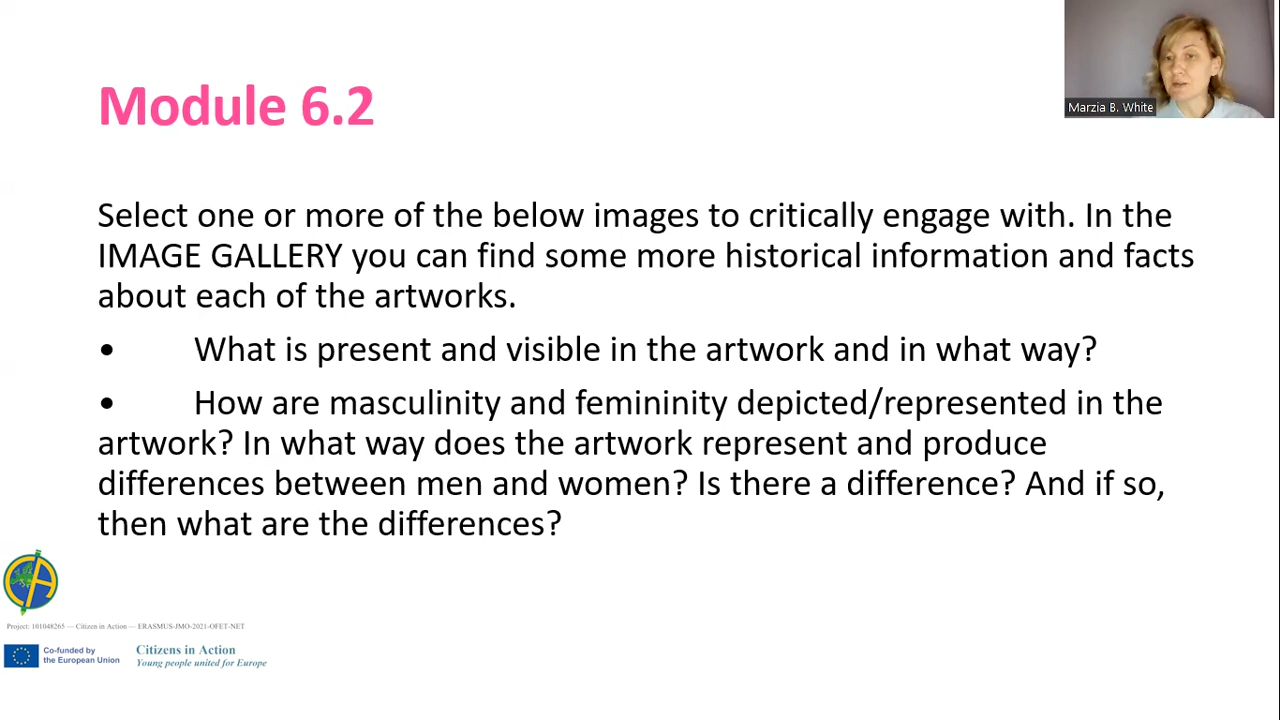 Module 6.2
Marzia B. White
Select one or more of the below images to critically engage with. In the
IMAGE GALLERY you can find some more historical information and facts
about each of the artworks.
• What is present and visible in the artwork and in what way?
• How are masculinity and femininity depicted/represented in the
artwork? In what way does the artwork represent and produce
differences between men and women? Is there a difference? And if so,
then what are the differences?
Project: 101048265 — Citizen in Action — ERASMUS-JMO-2021-OFET-NET
Co-funded by
the European Union
Citizens in Action
Young people united for Europe